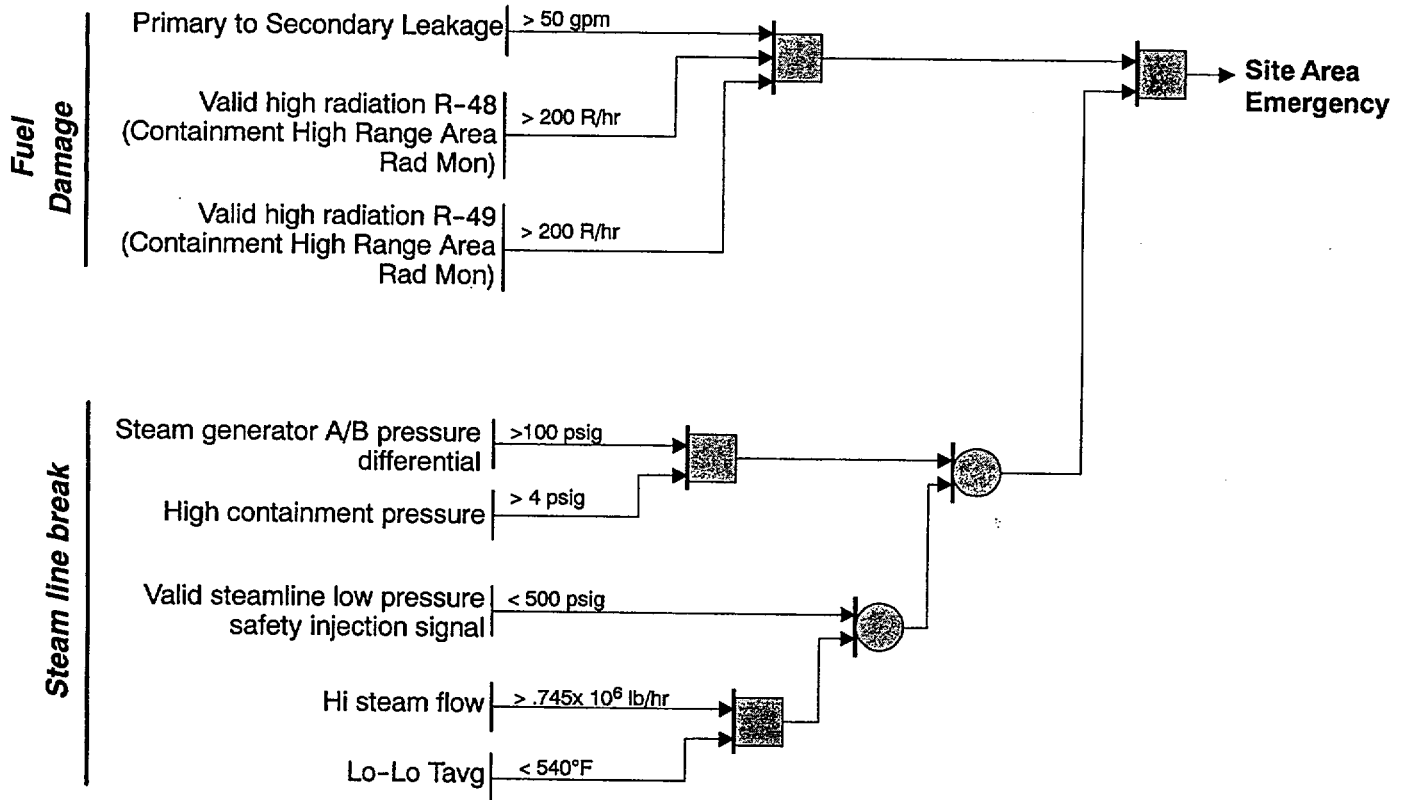 Fuel
Damage
Primary to Secondary Leakage
> 50 gpm
Valid high radiation R-48
(Containment High Range Area
Rad Mon)
> 200 R/hr
Valid high radiation R-49
(Containment High Range Area
Rad Mon)
> 200 R/hr
Site Area
Emergency
Steam line break
Steam generator A/B pressure
differential
>100 psig
High containment pressure
> 4 psig
Valid steamline low pressure
safety injection signal
< 500 psig
Hi steam flow
> .745x 10⁶ lb/hr
Lo-Lo Tavg
< 540°F